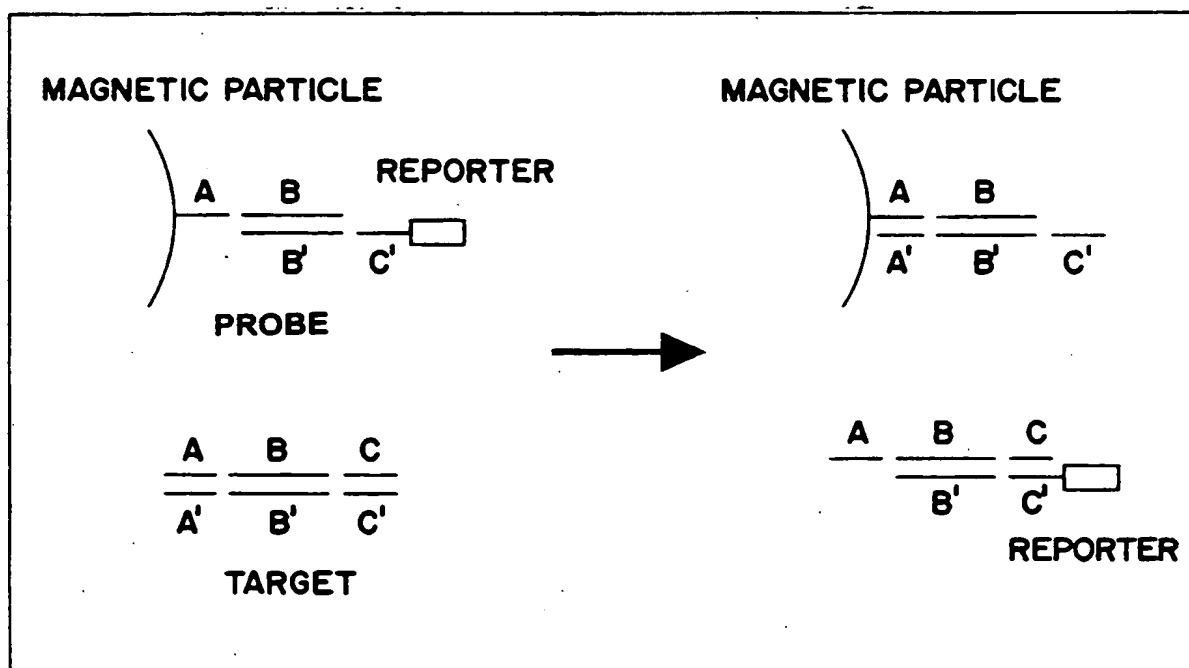 MAGNETIC PARTICLE
A B REPORTER
B' C'
PROBE
A B C
A' B' C'
TARGET
MAGNETIC PARTICLE
A B
A' B' C'
A B C
B' C'
REPORTER